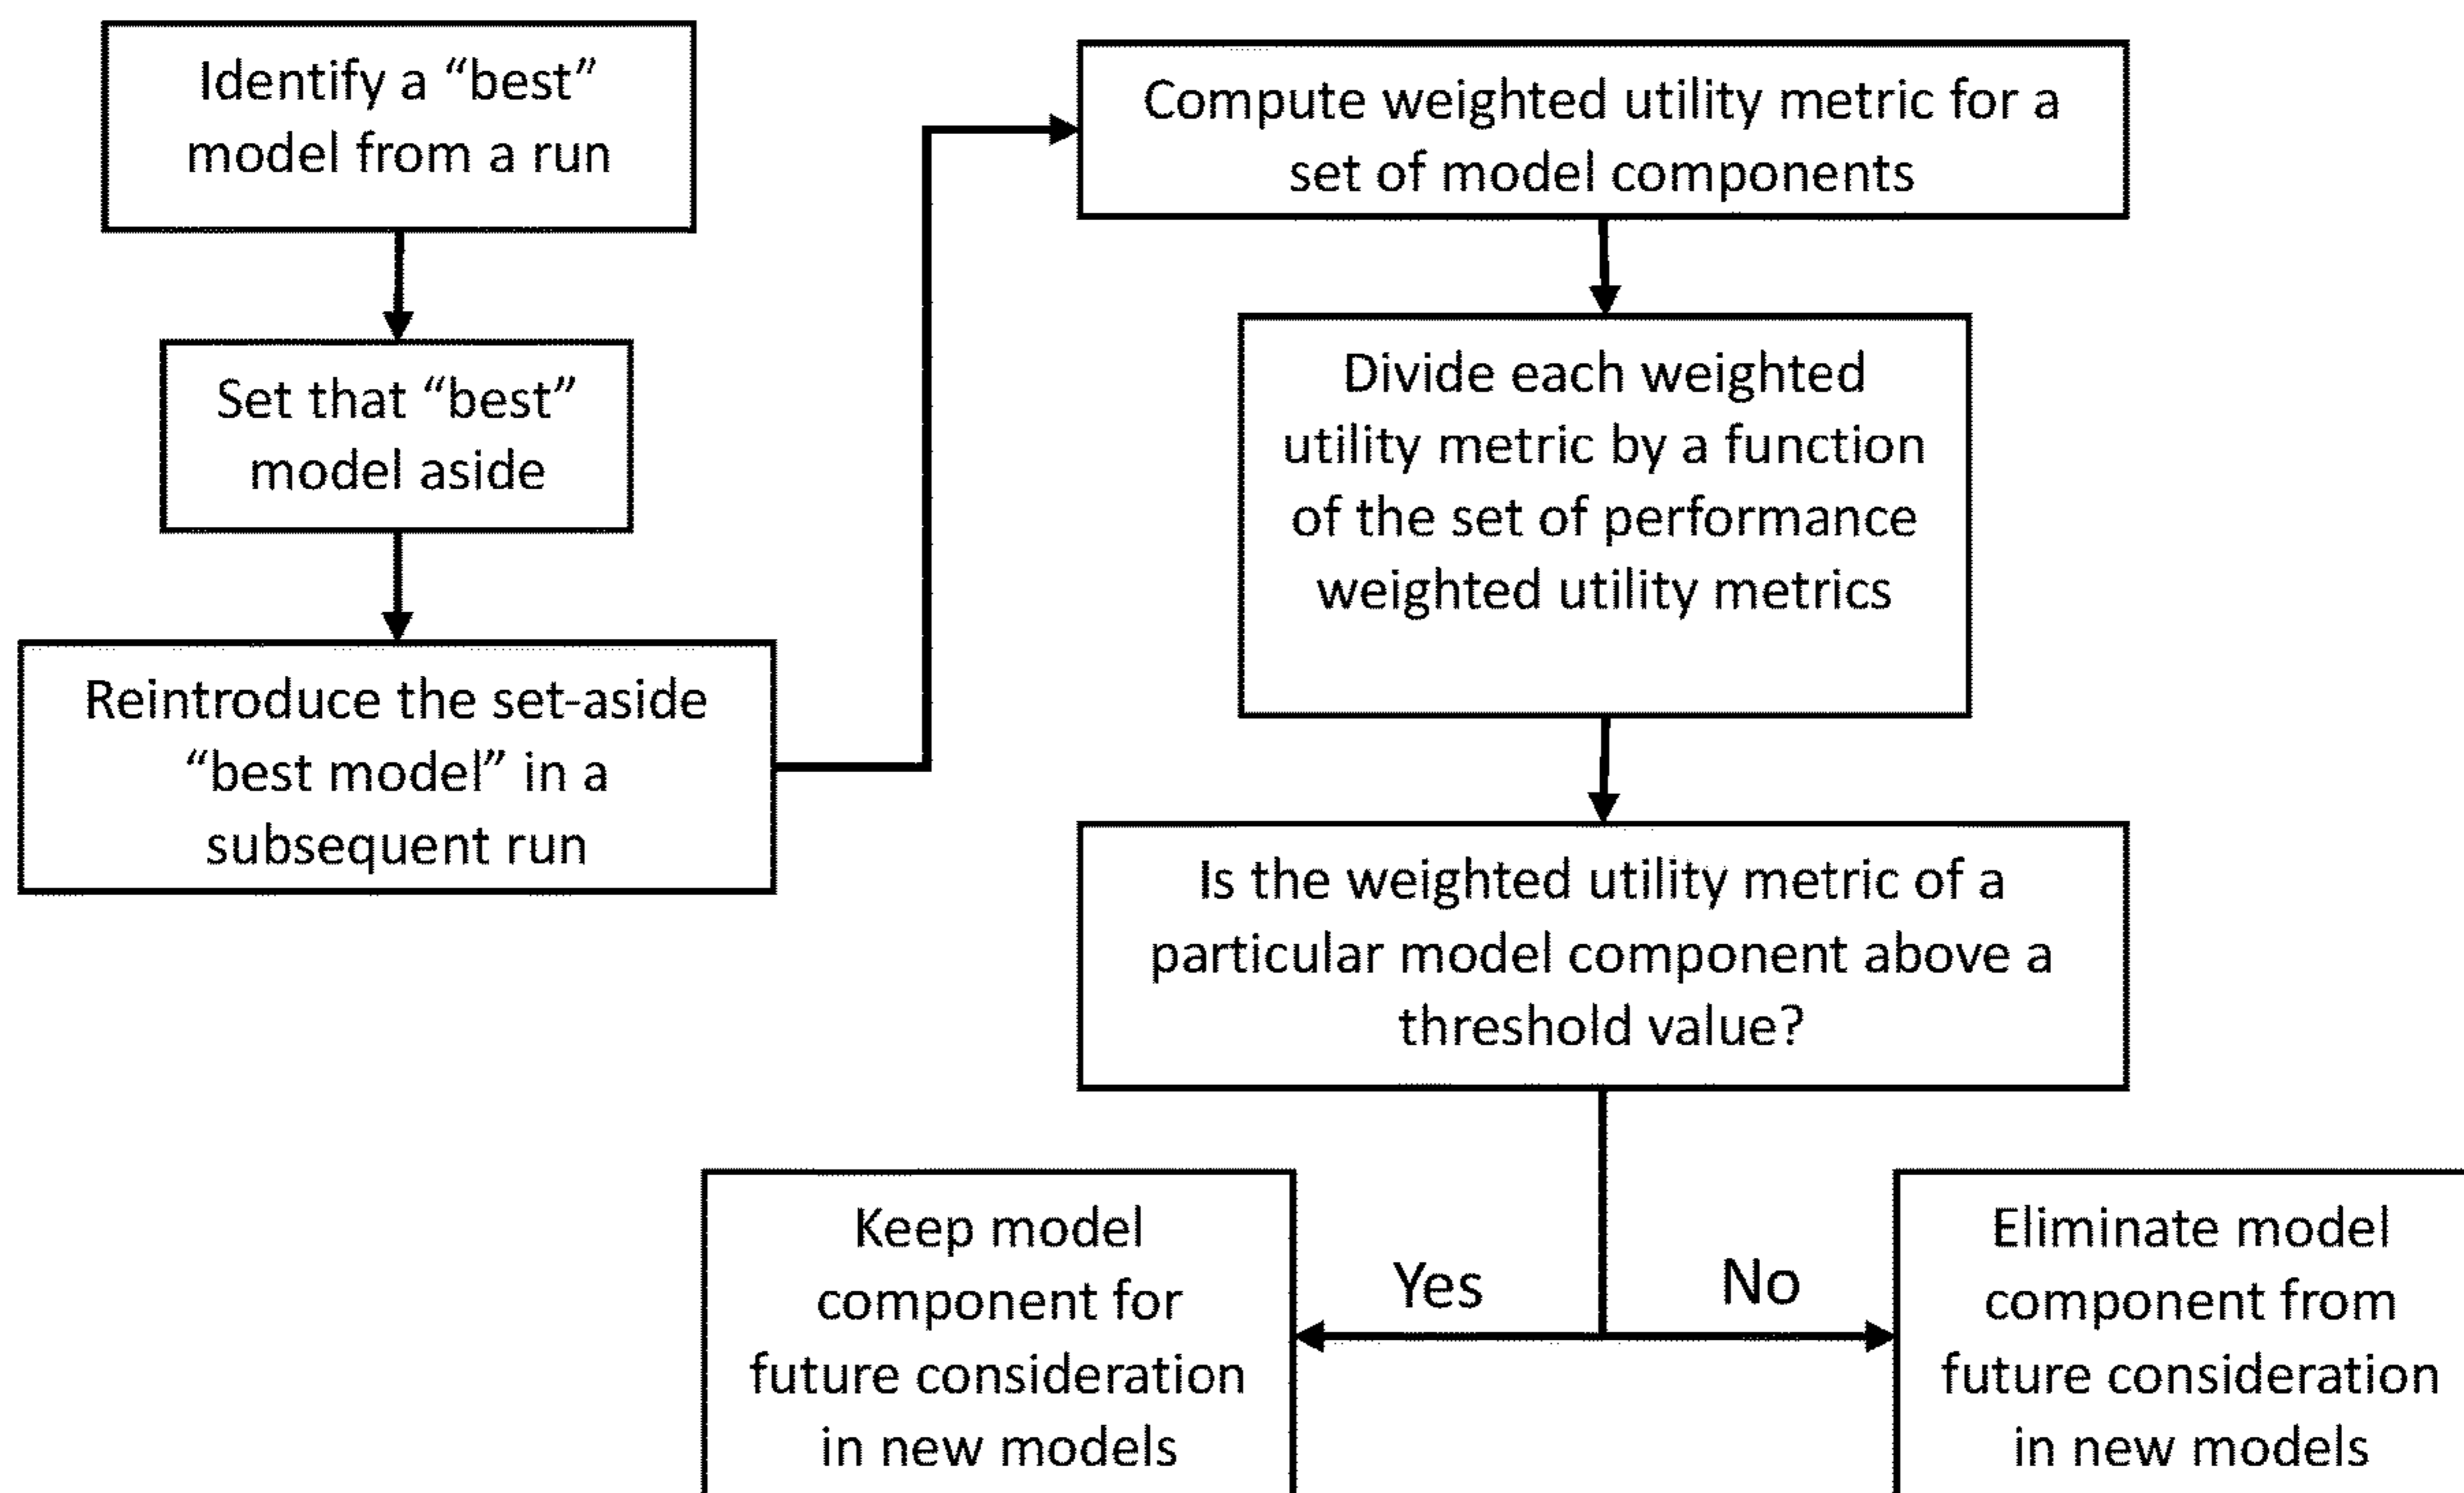 Identify a “best”
model from a run
Set that “best”
model aside
Reintroduce the set-aside
“best model” in a
subsequent run
Compute weighted utility metric for a
set of model components
Divide each weighted
utility metric by a function
of the set of performance
weighted utility metrics
Is the weighted utility metric of a
particular model component above a
threshold value?
Yes
No
Keep model
component for
future consideration
in new models
Eliminate model
component from
future consideration
in new models